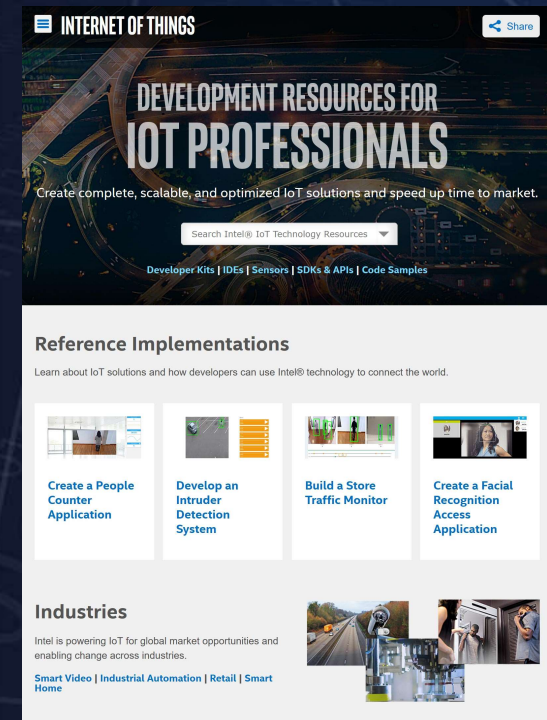 INTERNET OF THINGS
Share
DEVELOPMENT RESOURCES FOR
IOT PROFESSIONALS
Create complete, scalable, and optimized IoT solutions and speed up time to market.
Search Intel® IoT Technology Resources
Developer Kits | IDEs | Sensors | SDKs & APIs | Code Samples
Reference Implementations
Learn about IoT solutions and how developers can use Intel® technology to connect the world.
Create a People
Counter
Application
Develop an
Intruder
Detection
System
Build a Store
Traffic Monitor
Create a Facial
Recognition
Access
Application
Industries
Intel is powering IoT for global market opportunities and
enabling change across industries.
Smart Video | Industrial Automation | Retail | Smart
Home